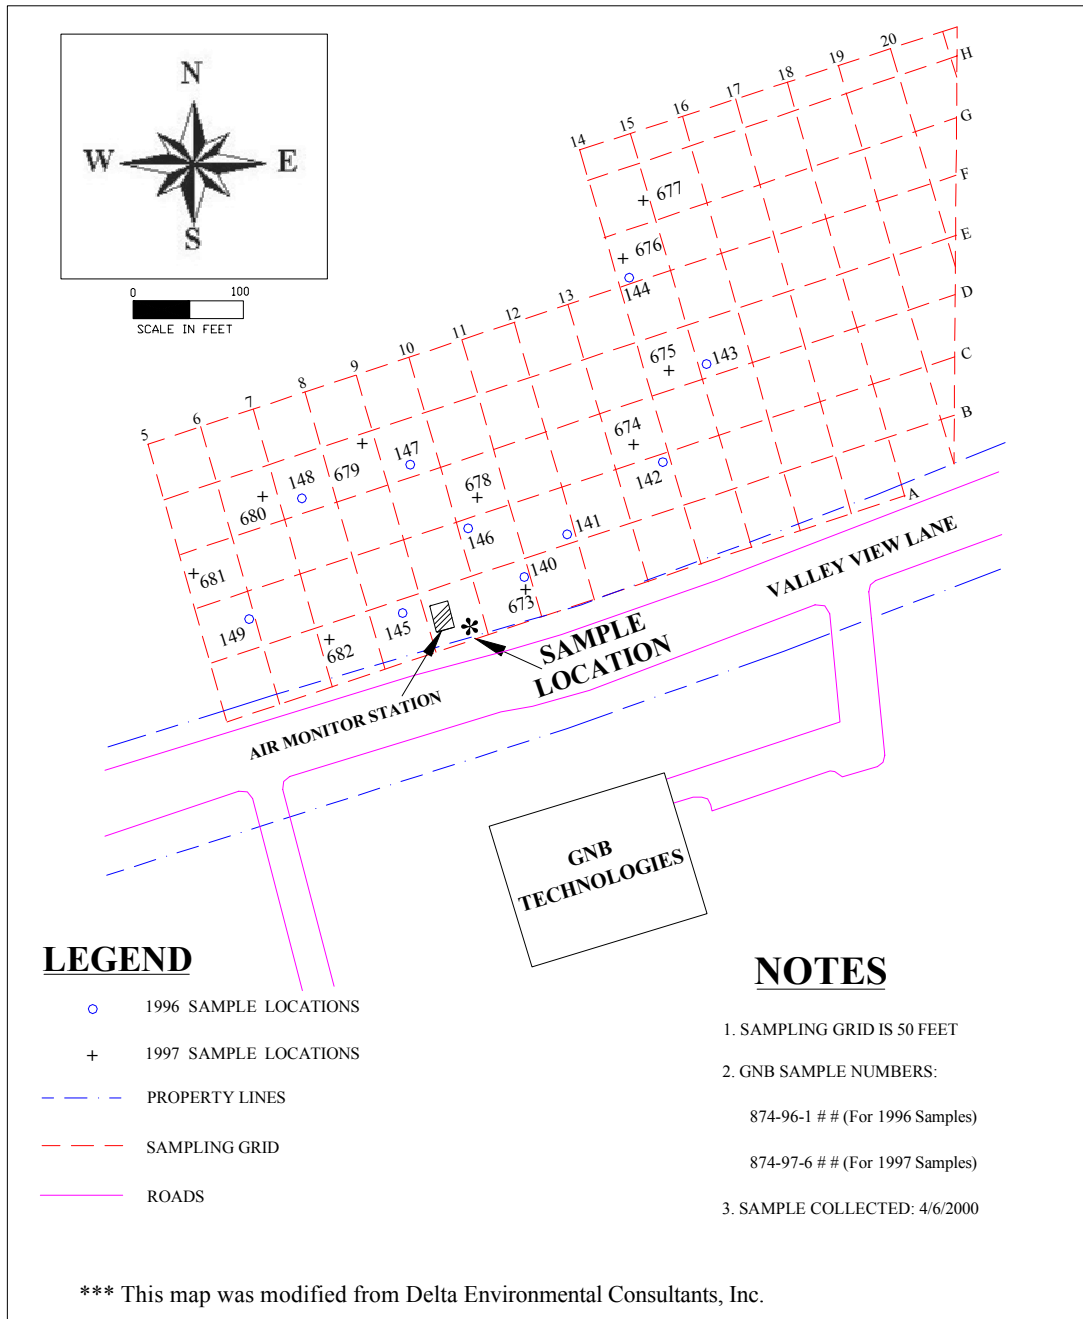 N
W E
S
0 100
SCALE IN FEET
5 6 7 8 9 10 11 12 13
14 15 16 17 18 19 20
H
G
F
E
D
C
B
A
677
676
144
675
143
674
142
147
679
148
680
678
146
141
140
673
681
149
145
682
SAMPLE
LOCATION
VALLEY VIEW LANE
AIR MONITOR STATION
GNB
TECHNOLOGIES
LEGEND
1996 SAMPLE LOCATIONS
1997 SAMPLE LOCATIONS
PROPERTY LINES
SAMPLING GRID
ROADS
NOTES
1. SAMPLING GRID IS 50 FEET
2. GNB SAMPLE NUMBERS:
874-96-1 # # (For 1996 Samples)
874-97-6 # # (For 1997 Samples)
3. SAMPLE COLLECTED: 4/6/2000
*** This map was modified from Delta Environmental Consultants, Inc.